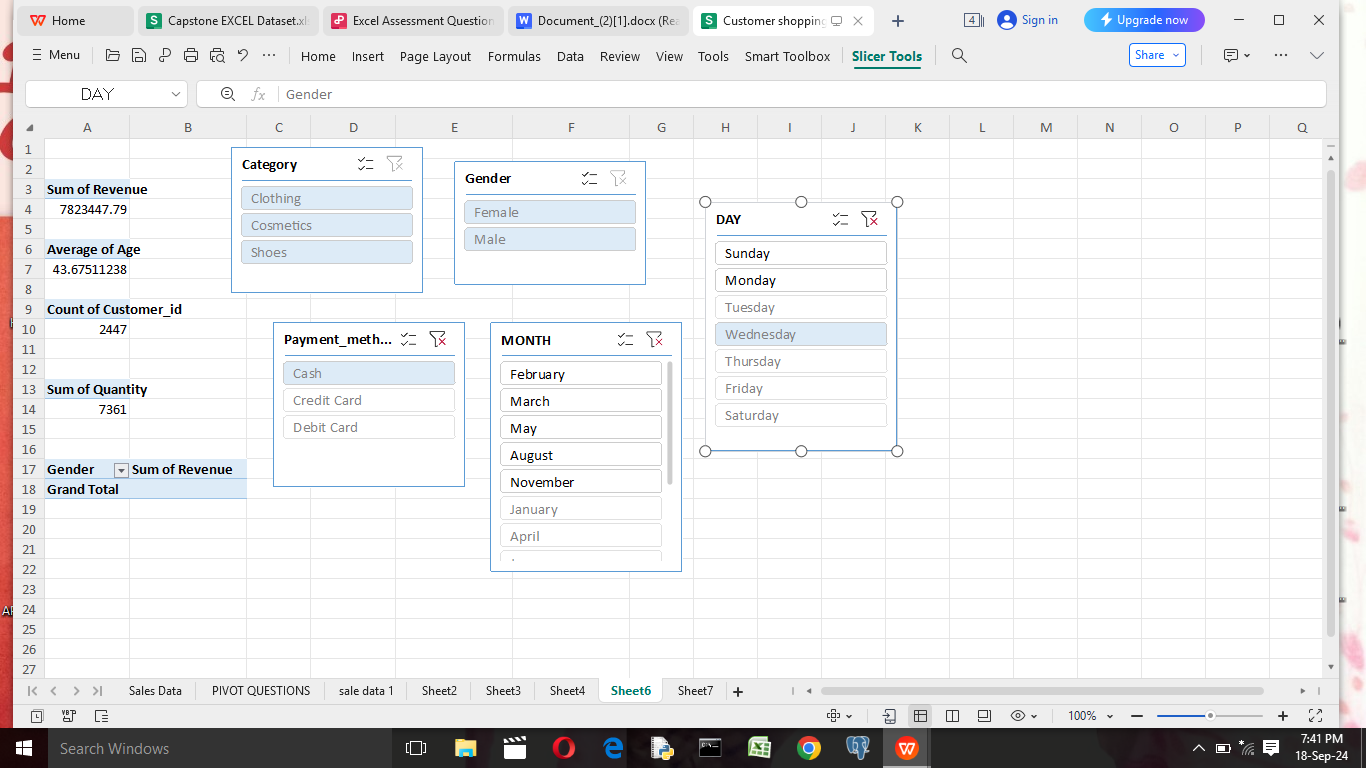 Home
Capstone EXCEL Dataset.xl
Excel Assessment Question
Document_(2)[1].docx (Rea
Customer shopping
4
Sign in
Upgrade now
Menu
Home Insert Page Layout Formulas Data Review View Tools Smart Toolbox Slicer Tools
Share
DAY
fx
Gender
A B C D E F G H I J K L M N O P Q
1
2
3 Sum of Revenue
4 7823447.79
5
6 Average of Age
7 43.67511238
8
9 Count of Customer_id
10 2447
11
12
13 Sum of Quantity
14 7361
15
16
17 Gender Sum of Revenue
18 Grand Total
19
20
21
22
23
24
25
26
27
Category
Clothing
Cosmetics
Shoes
Gender
Female
Male
DAY
Sunday
Monday
Tuesday
Wednesday
Thursday
Friday
Saturday
Payment_meth...
Cash
Credit Card
Debit Card
MONTH
February
March
May
August
November
January
April
Sales Data PIVOT QUESTIONS sale data 1 Sheet2 Sheet3 Sheet4 Sheet6 Sheet7
100%
Search Windows
7:41 PM
18-Sep-24